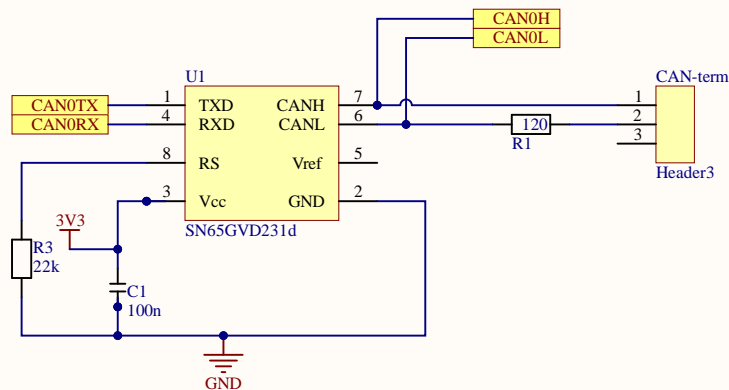 CAN0H
CAN0L
U1
CAN-term
CAN0TX
1
TXD
CANH
7
1
CAN0RX
4
RXD
CANL
6
120
2
R1
3
8
RS
Vref
5
Header3
3
Vcc
GND
2
3V3
SN65GVD231d
R3
22k
C1
100n
GND